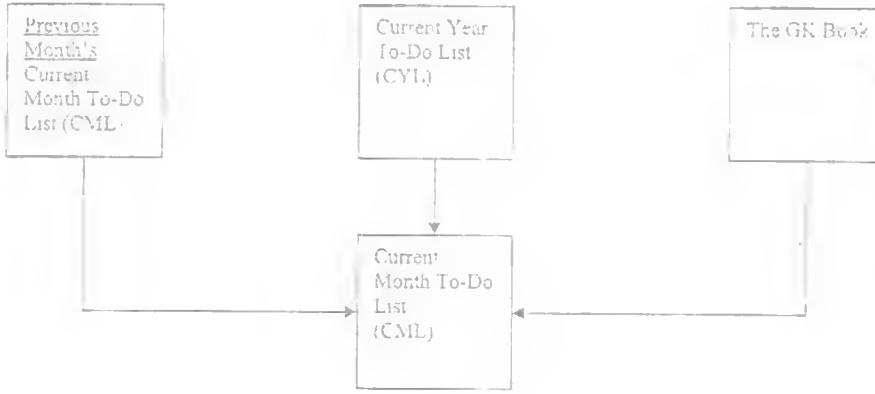 Previous
Month's
Current
Month To-Do
List (CML)
Current Year
To-Do List
(CYL)
The GK Book
Current
Month To-Do
List
(CML)